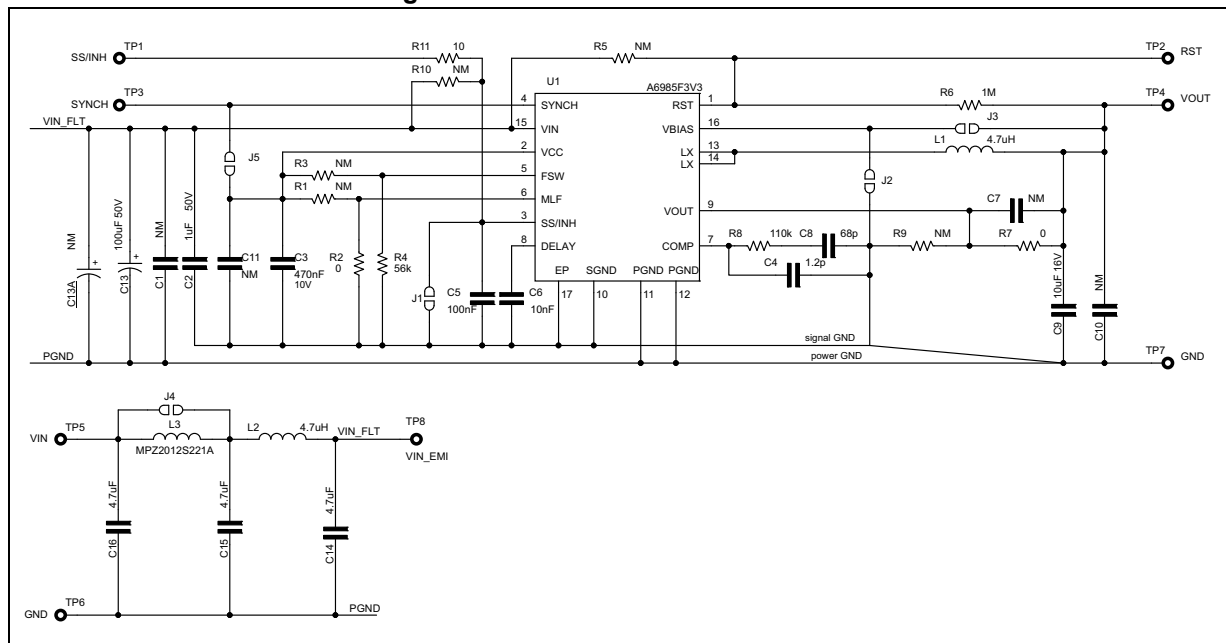 g
TP1
SS/INH
R11 10
R10 NM
R5 NM
TP2
RST
TP3
SYNCH
U1
A6985F3V3
4 SYNCH
RST 1
R6 1M
TP4
VOUT
VIN_FLT
15 VIN
VBIAS 16
J3
2 VCC
LX 13
LX 14
L1 4.7uH
J5
R3 NM
5 FSW
J2
R1 NM
6 MLF
3 SS/INH
VOUT 9
C7 NM
8 DELAY
COMP 7
R8 110k
C8 68p
R9 NM
R7 0
C4 1.2p
NM
C13A
+
100uF 50V
C13
+
NM
C1
1uF 50V
C2
C11
NM
C3
470nF
10V
R2
0
R4
56k
J1
C5
100nF
C6
10nF
EP SGND PGND PGND
17 10 11 12
10uF 16V
C9
NM
C10
signal GND
PGND
power GND
TP7
GND
J4
VIN
TP5
L3
MPZ2012S221A
L2 4.7uH
VIN_FLT
TP8
VIN_EMI
4.7uF
C16
4.7uF
C15
4.7uF
C14
GND
TP6
PGND